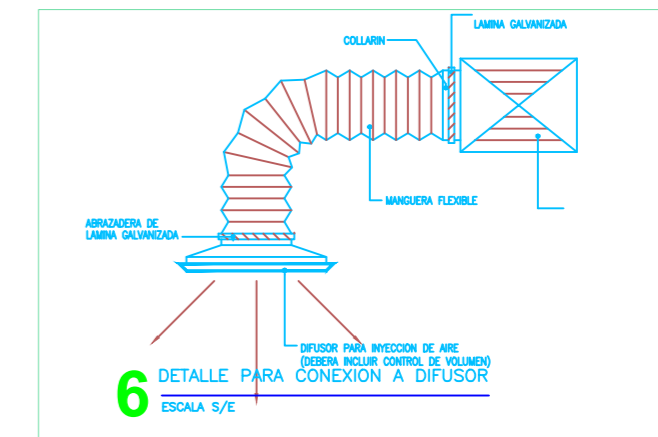 LAMINA GALVANIZADA
COLLARIN
MANGUERA FLEXIBLE
ABRAZADERA DE
LAMINA GALVANIZADA
DIFUSOR PARA INYECCION DE AIRE
(DEBERA INCLUIR CONTROL DE VOLUMEN)
6 DETALLE PARA CONEXION A DIFUSOR
ESCALA S/E